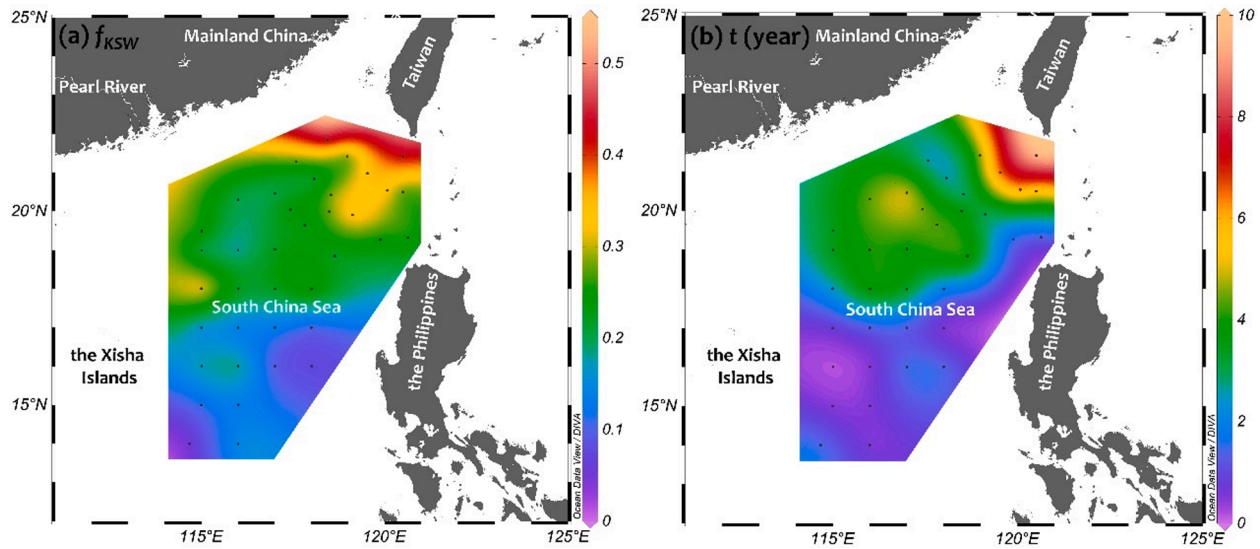 (a) f_KSW
Mainland China
Pearl River
Taiwan
South China Sea
the Xisha
Islands
the Philippines
25°N
20°N
15°N
115°E
120°E
125°E
0.5
0.4
0.3
0.2
0.1
0
Ocean Data View / DIVA
(b) t (year)
Mainland China
Pearl River
Taiwan
South China Sea
the Xisha
Islands
the Philippines
25°N
20°N
15°N
115°E
120°E
125°E
10
8
6
4
2
0
Ocean Data View / DIVA